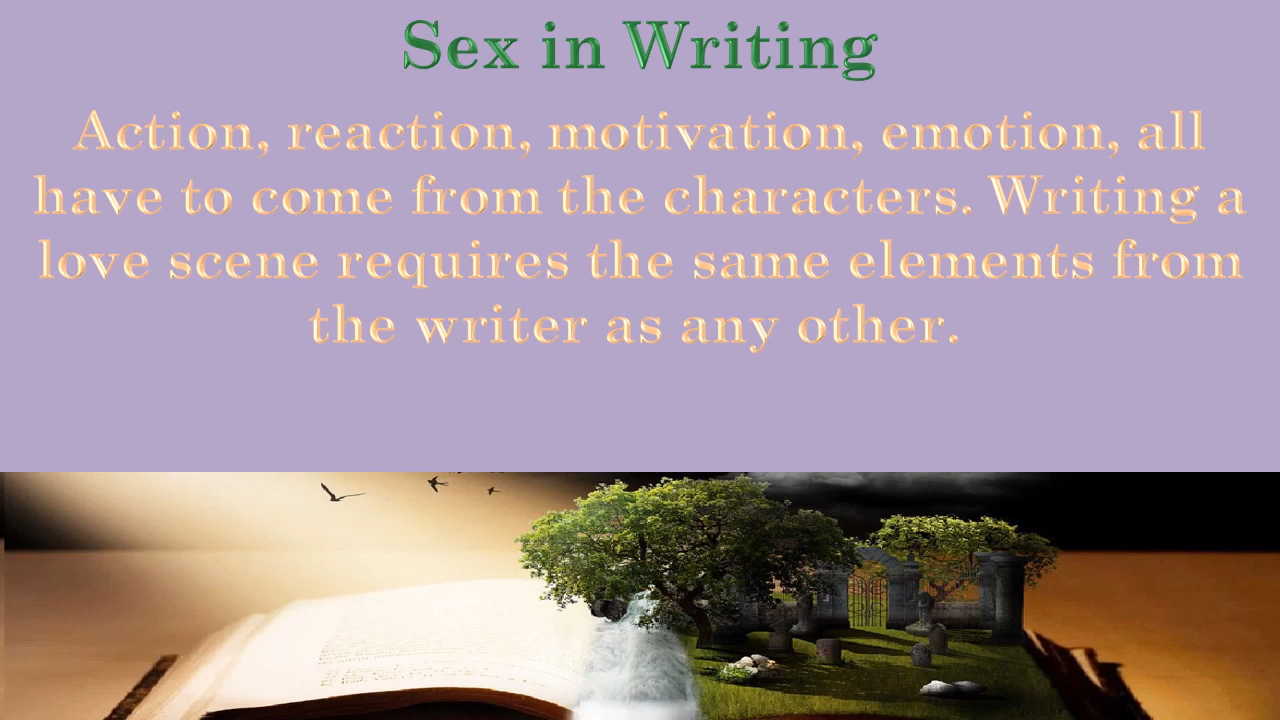 Sex in Writing
Action, reaction, motivation, emotion, all
have to come from the characters. Writing a
love scene requires the same elements from
the writer as any other.